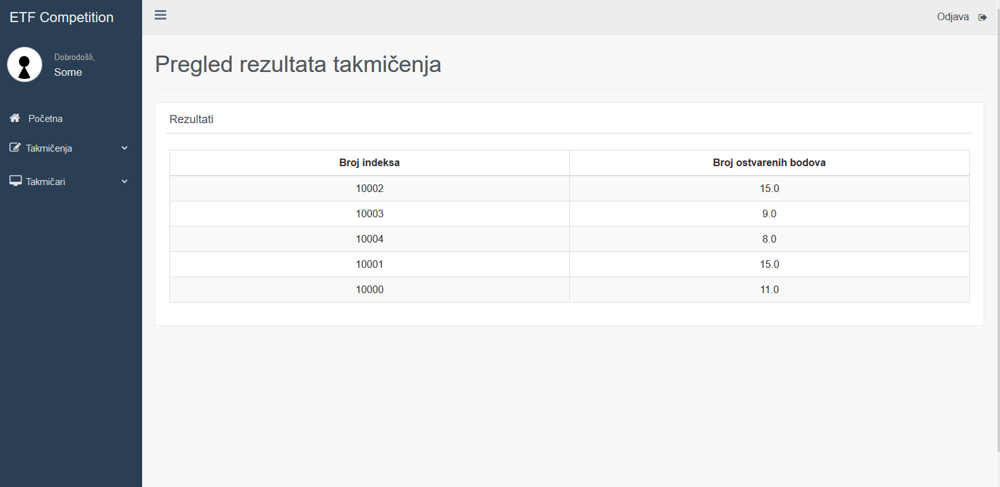 ETF Competition
Odjava
Dobrodošli,
Some
Početna
Takmičenja
Takmičari
Pregled rezultata takmičenja
Rezultati
Broj indeksa Broj ostvarenih bodova
10002 15.0
10003 9.0
10004 8.0
10001 15.0
10000 11.0